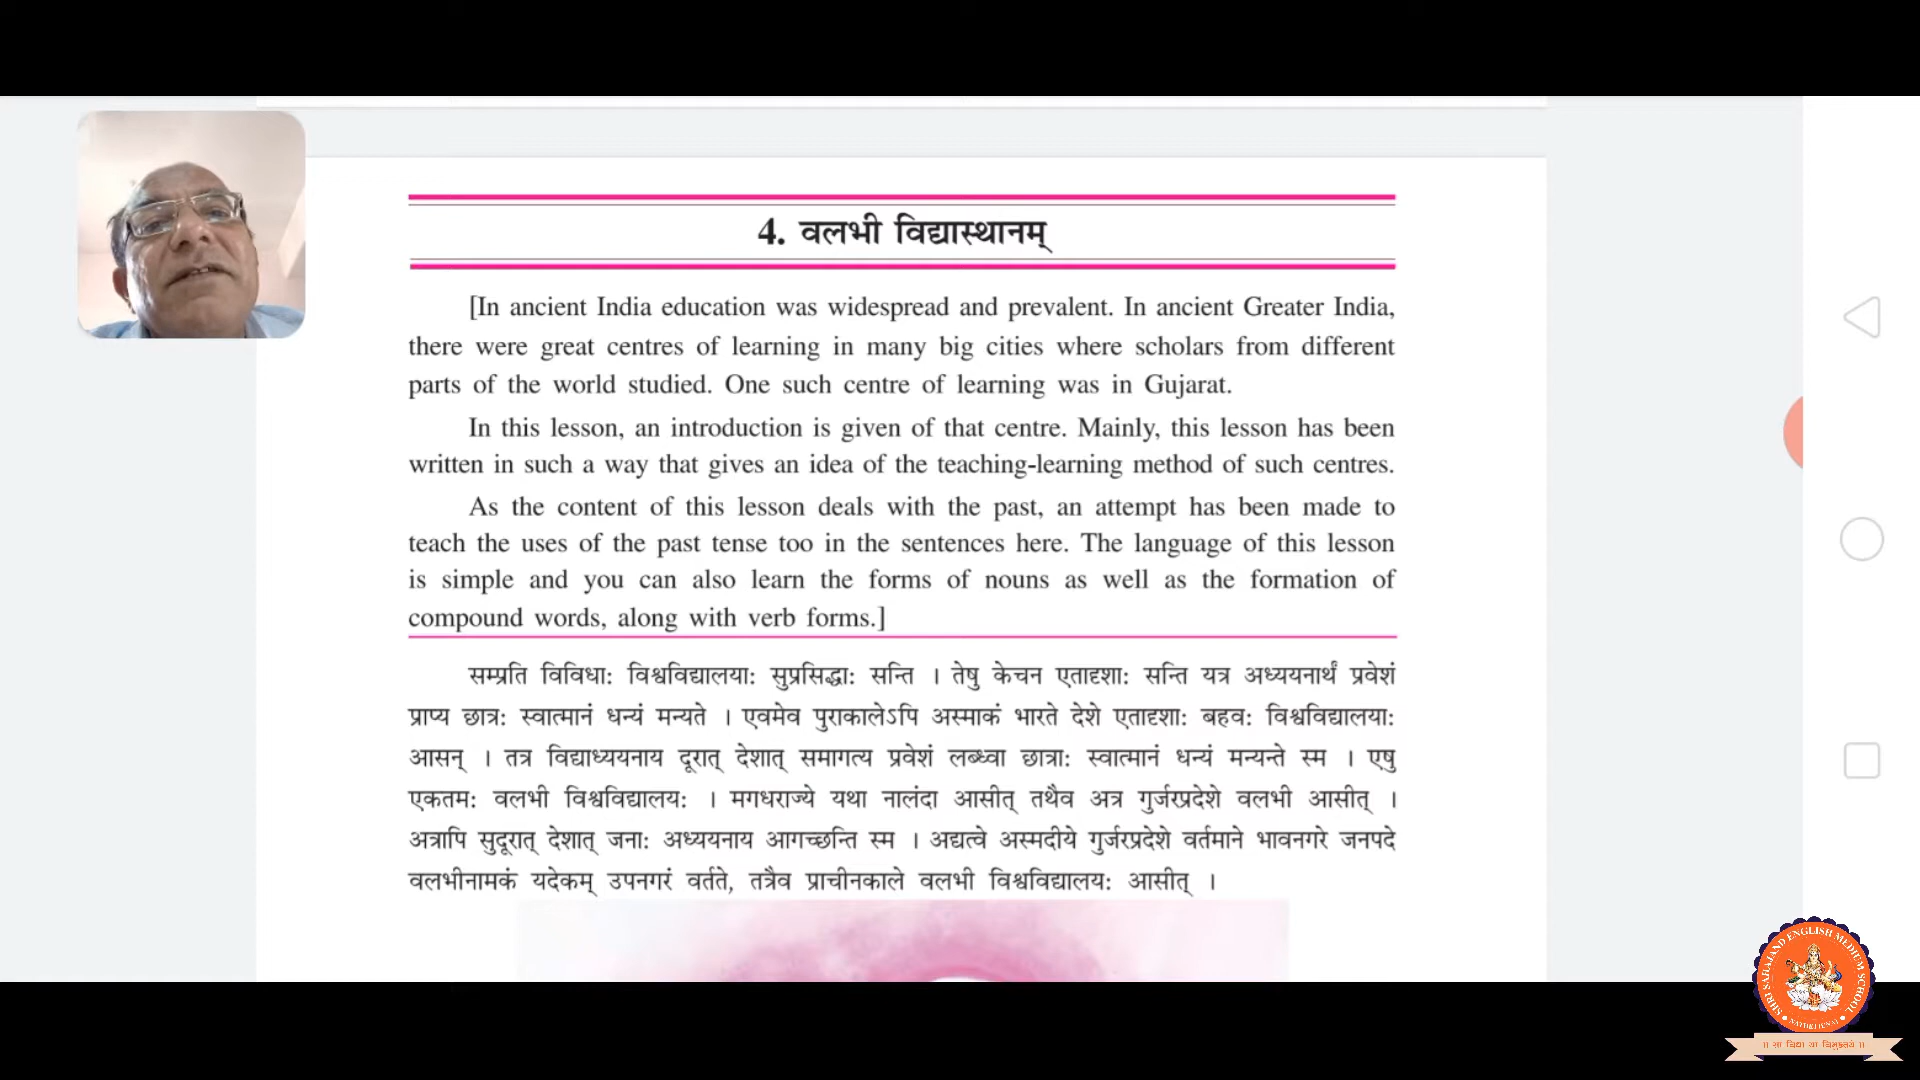 4. वलभी विद्यास्थानम्
[In ancient India education was widespread and prevalent. In ancient Greater India,
there were great centres of learning in many big cities where scholars from different
parts of the world studied. One such centre of learning was in Gujarat.
In this lesson, an introduction is given of that centre. Mainly, this lesson has been
written in such a way that gives an idea of the teaching-learning method of such centres.
As the content of this lesson deals with the past, an attempt has been made to
teach the uses of the past tense too in the sentences here. The language of this lesson
is simple and you can also learn the forms of nouns as well as the formation of
compound words, along with verb forms.]
सम्प्रति विविधाः विश्वविद्यालयाः सुप्रसिद्धाः सन्ति । तेषु केचन एतादृशाः सन्ति यत्र अध्ययनार्थं प्रवेशं
प्राप्य छात्रः स्वात्मानं धन्यं मन्यते । एवमेव पुराकालेऽपि अस्माकं भारते देशे एतादृशाः बहवः विश्वविद्यालयाः
आसन् । तत्र विद्याध्ययनाय दूरात् देशात् समागत्य प्रवेशं लब्ध्वा छात्राः स्वात्मानं धन्यं मन्यन्ते स्म । एषु
एकतमः वलभी विश्वविद्यालयः । मगधराज्ये यथा नालंदा आसीत् तथैव अत्र गुर्जरप्रदेशे वलभी आसीत् ।
अत्रापि सुदूरात् देशात् जनाः अध्ययनाय आगच्छन्ति स्म । अद्यत्वे अस्मदीये गुर्जरप्रदेशे वर्तमाने भावनगरे जनपदे
वलभीनामकं यदेकम् उपनगरं वर्तते, तत्रैव प्राचीनकाले वलभी विश्वविद्यालयः आसीत् ।
SHRI SAHAJANAND ENGLISH MEDIUM SCHOOL
॥ सा विद्या या विमुक्तये ॥